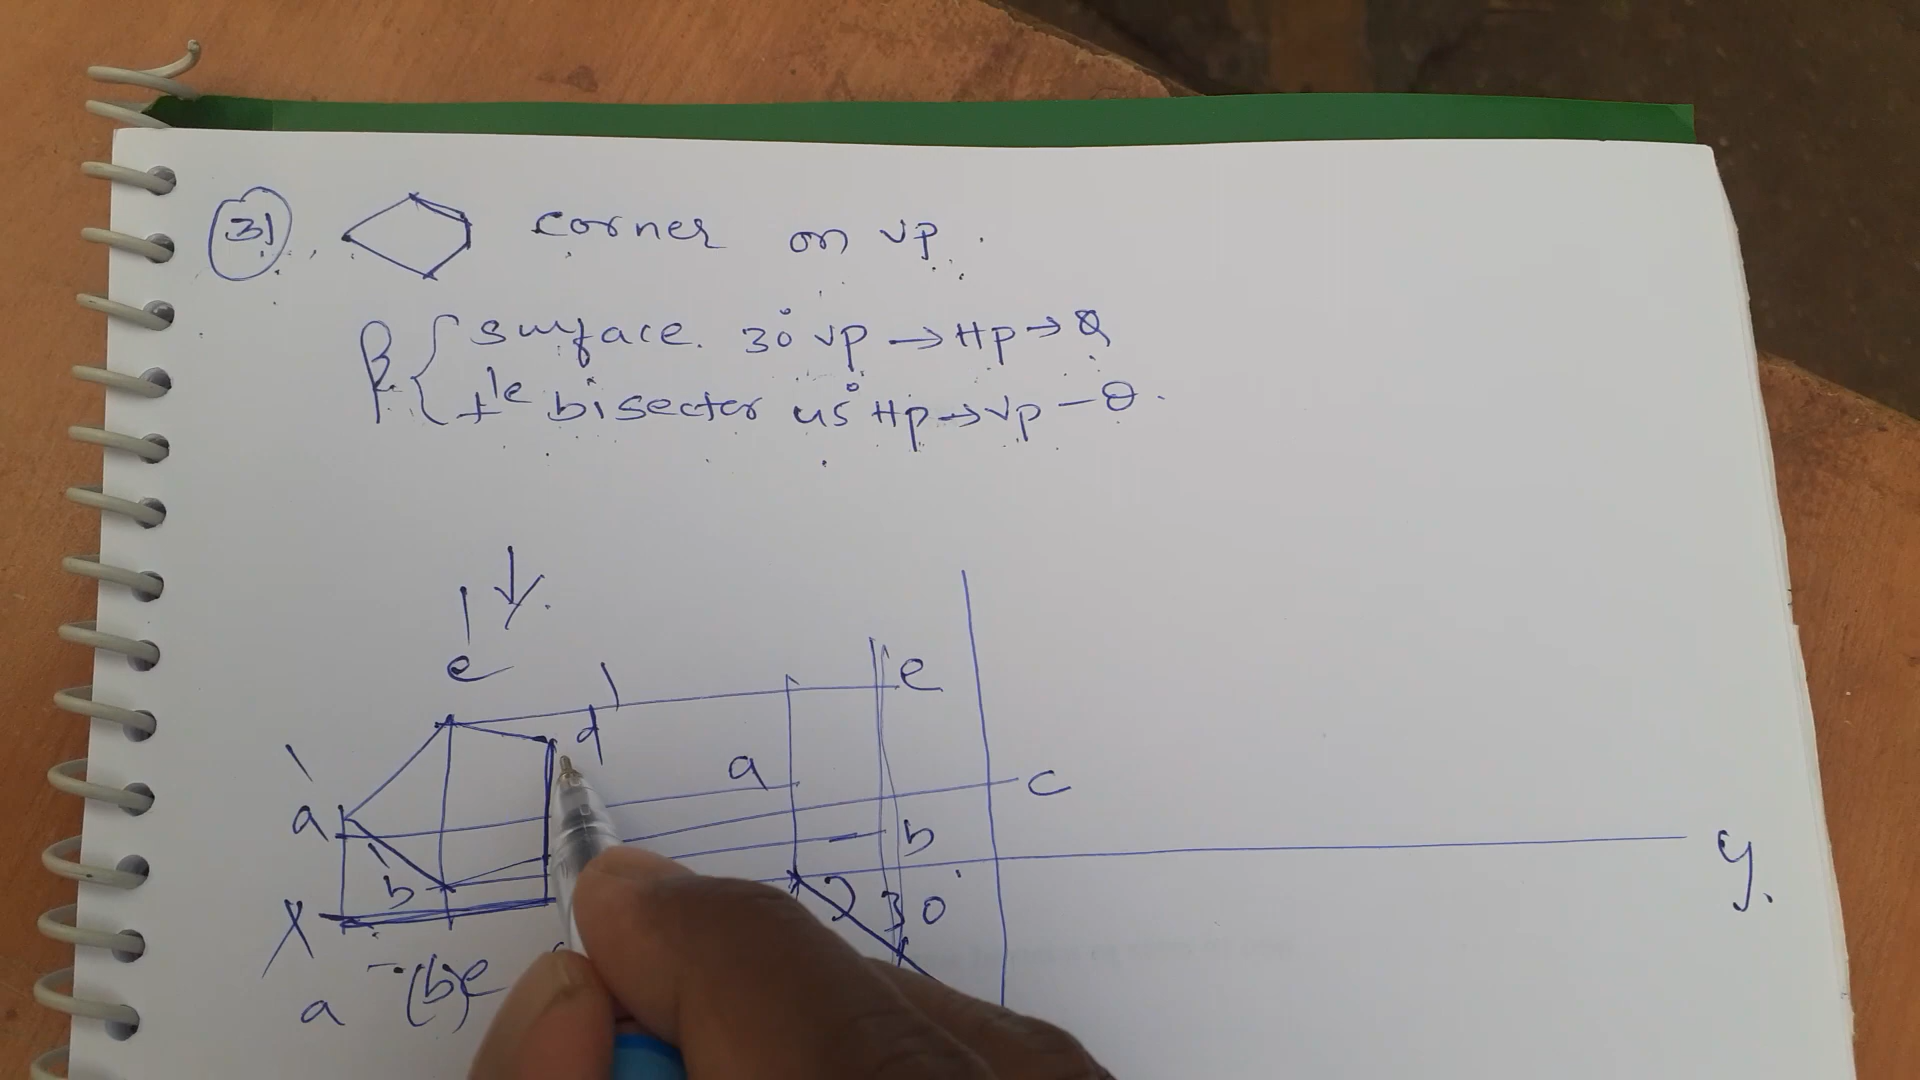 31 corner on VP.
surface. 30° VP → HP → Ø
⊥le bisector 45° HP → VP - θ.
e
e
d
a
c
a
b
b
30°
X
y.
a (b)e